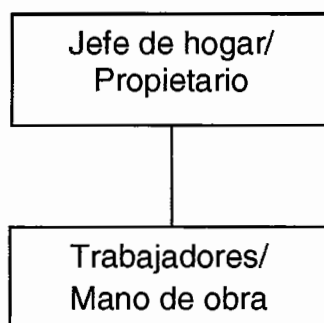 Jefe de hogar/
Propietario
Trabajadores/
Mano de obra